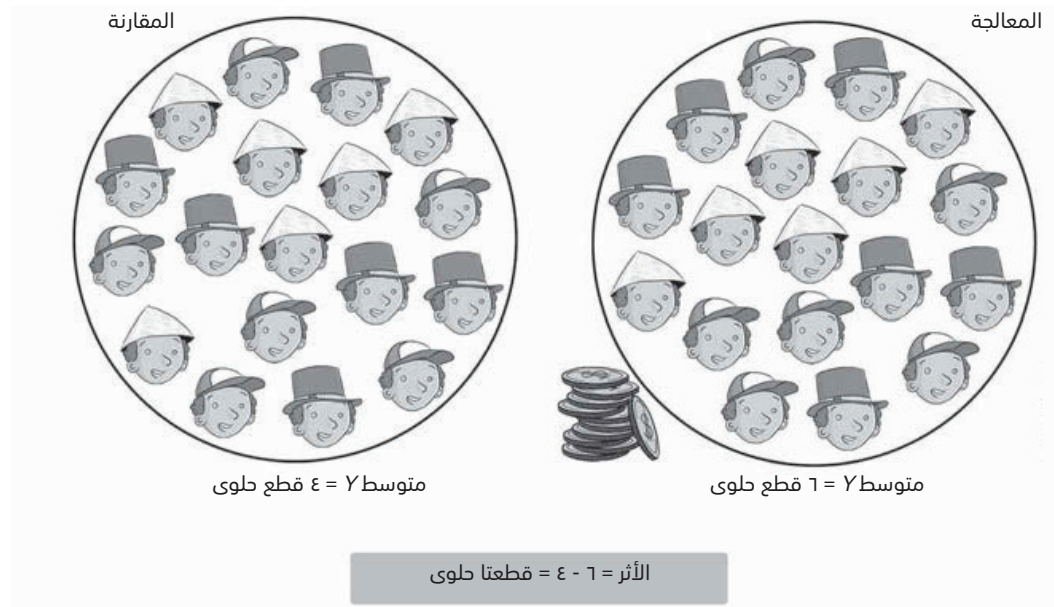 المعالجة
المقارنة
متوسط Y = ٦ قطع حلوى
متوسط Y = ٤ قطع حلوى
الأثر = ٦ - ٤ = قطعتا حلوى